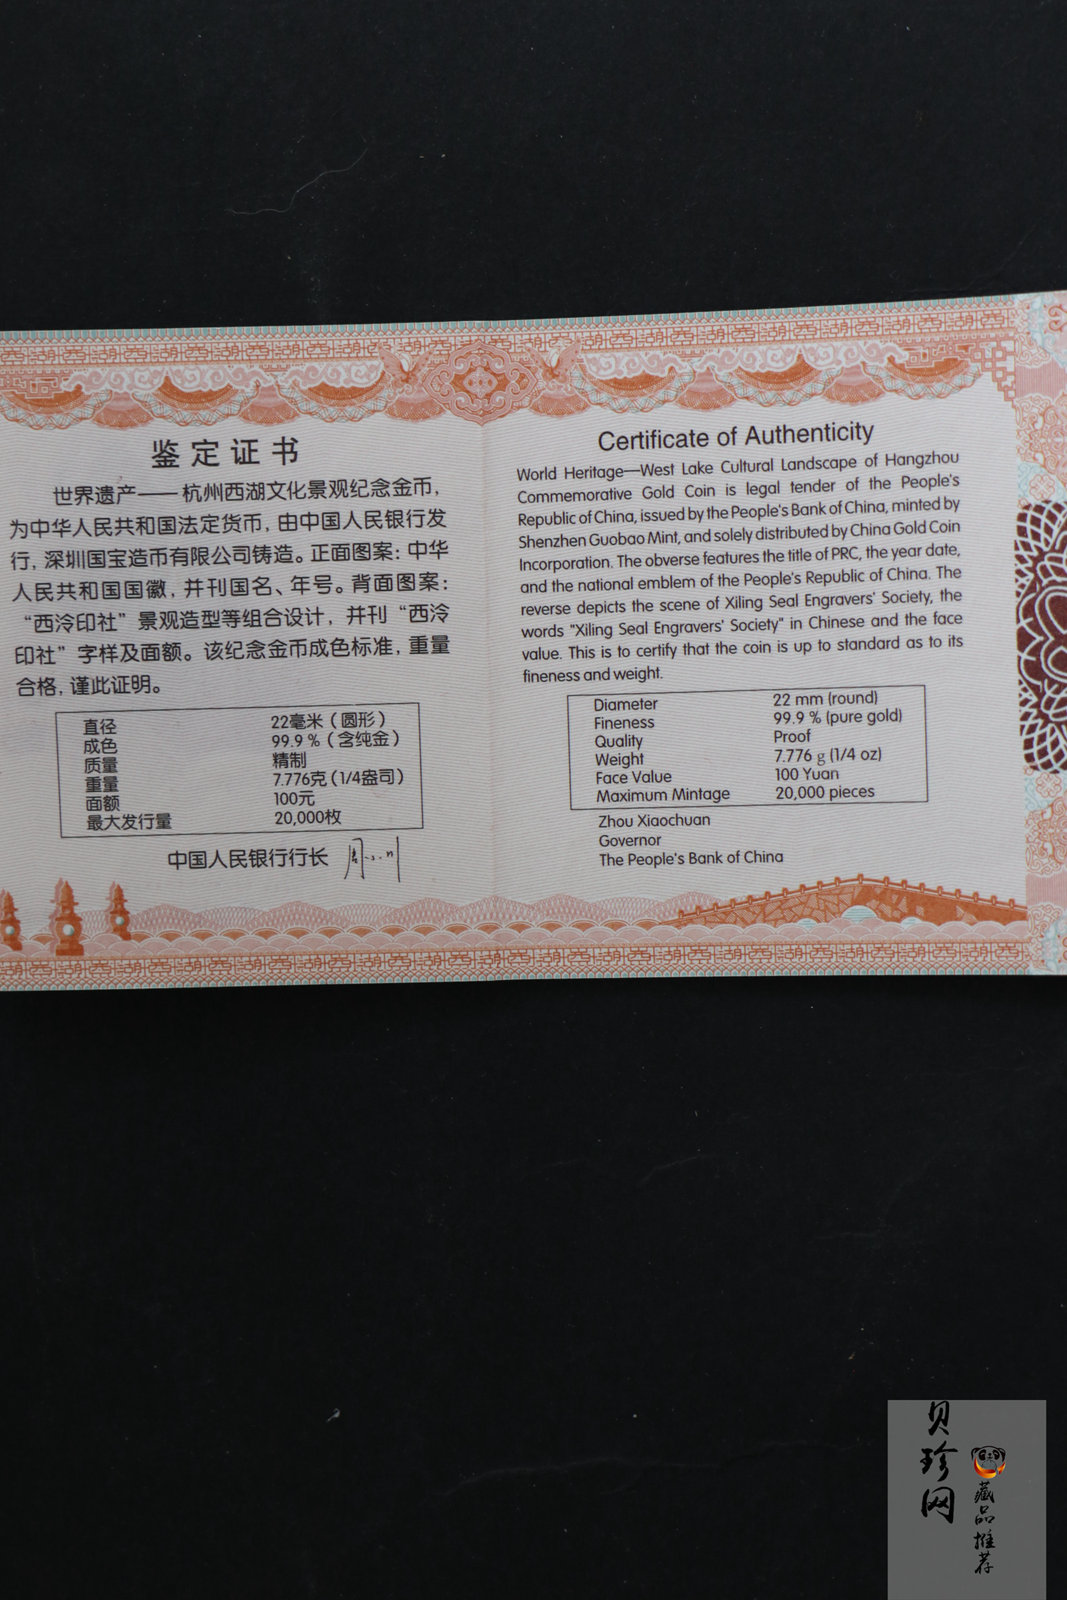 鉴定证书
世界遗产——杭州西湖文化景观纪念金币，
为中华人民共和国法定货币，由中国人民银行发
行，深圳国宝造币有限公司铸造。正面图案：中华
人民共和国国徽，并刊国名、年号。背面图案：
“西泠印社”景观造型等组合设计，并刊“西泠
印社”字样及面额。该纪念金币成色标准，重量
合格，谨此证明。
直径 22毫米（圆形）
成色 99.9 %（含纯金）
质量 精制
重量 7.776克（1/4盎司）
面额 100元
最大发行量 20,000枚
中国人民银行行长
Certificate of Authenticity
World Heritage—West Lake Cultural Landscape of Hangzhou
Commemorative Gold Coin is legal tender of the People's
Republic of China, issued by the People's Bank of China, minted by
Shenzhen Guobao Mint, and solely distributed by China Gold Coin
Incorporation. The obverse features the title of PRC, the year date,
and the national emblem of the People's Republic of China. The
reverse depicts the scene of Xiling Seal Engravers' Society, the
words "Xiling Seal Engravers' Society" in Chinese and the face
value. This is to certify that the coin is up to standard as to its
fineness and weight.
Diameter 22 mm (round)
Fineness 99.9 % (pure gold)
Quality Proof
Weight 7.776 g (1/4 oz)
Face Value 100 Yuan
Maximum Mintage 20,000 pieces
Zhou Xiaochuan
Governor
The People's Bank of China
贝珍网
藏品推荐